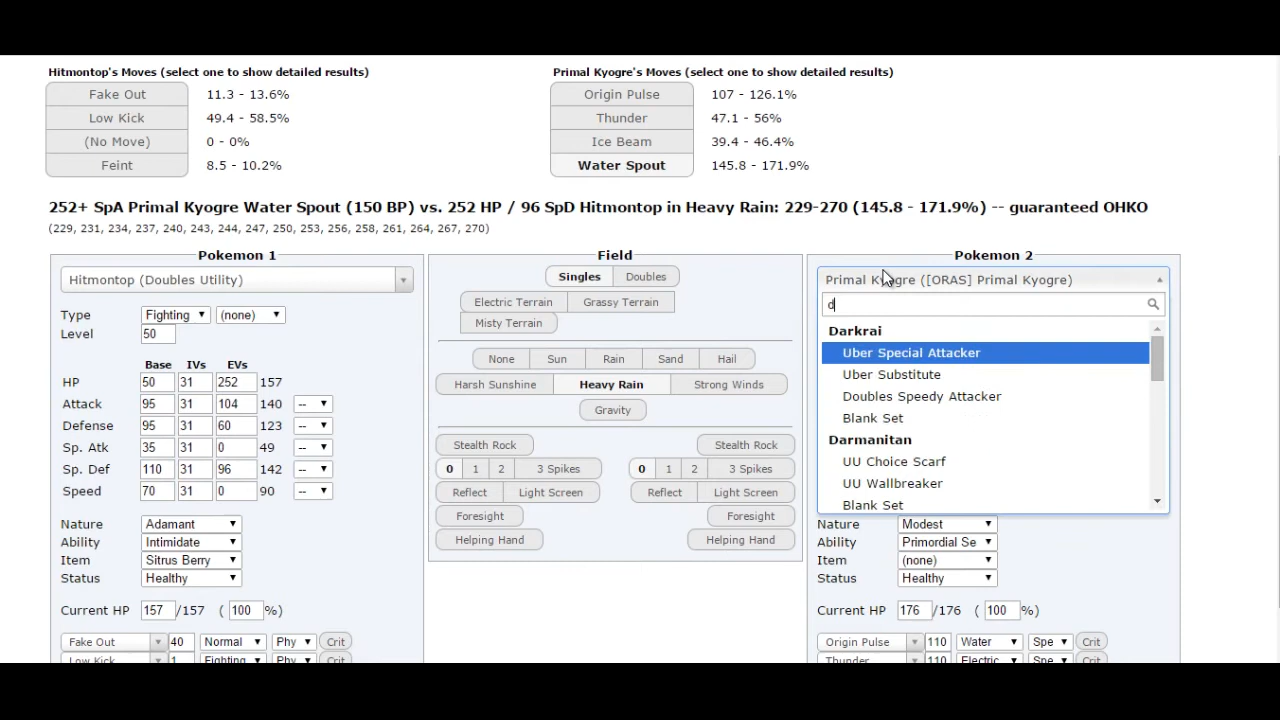 Hitmontop's Moves (select one to show detailed results)
Fake Out 11.3 - 13.6%
Low Kick 49.4 - 58.5%
(No Move) 0 - 0%
Feint 8.5 - 10.2%
Primal Kyogre's Moves (select one to show detailed results)
Origin Pulse 107 - 126.1%
Thunder 47.1 - 56%
Ice Beam 39.4 - 46.4%
Water Spout 145.8 - 171.9%
252+ SpA Primal Kyogre Water Spout (150 BP) vs. 252 HP / 96 SpD Hitmontop in Heavy Rain: 229-270 (145.8 - 171.9%) -- guaranteed OHKO
(229, 231, 234, 237, 240, 243, 244, 247, 250, 253, 256, 258, 261, 264, 267, 270)
Pokemon 1
Hitmontop (Doubles Utility)
Type Fighting (none)
Level 50
Base IVs EVs
HP 50 31 252 157
Attack 95 31 104 140 --
Defense 95 31 60 123 --
Sp. Atk 35 31 0 49 --
Sp. Def 110 31 96 142 --
Speed 70 31 0 90 --
Nature Adamant
Ability Intimidate
Item Sitrus Berry
Status Healthy
Current HP 157 /157 ( 100 %)
Fake Out 40 Normal Phy Crit
Low Kick 1 Fighting Phy Crit
Field
Singles Doubles
Electric Terrain Grassy Terrain
Misty Terrain
None Sun Rain Sand Hail
Harsh Sunshine Heavy Rain Strong Winds
Gravity
Stealth Rock Stealth Rock
0 1 2 3 Spikes 0 1 2 3 Spikes
Reflect Light Screen Reflect Light Screen
Foresight Foresight
Helping Hand Helping Hand
Pokemon 2
Primal Kyogre ([ORAS] Primal Kyogre)
d
Darkrai
Uber Special Attacker
Uber Substitute
Doubles Speedy Attacker
Blank Set
Darmanitan
UU Choice Scarf
UU Wallbreaker
Blank Set
Nature Modest
Ability Primordial Se
Item (none)
Status Healthy
Current HP 176 /176 ( 100 %)
Origin Pulse 110 Water Spe Crit
Thunder 110 Electric Spe Crit